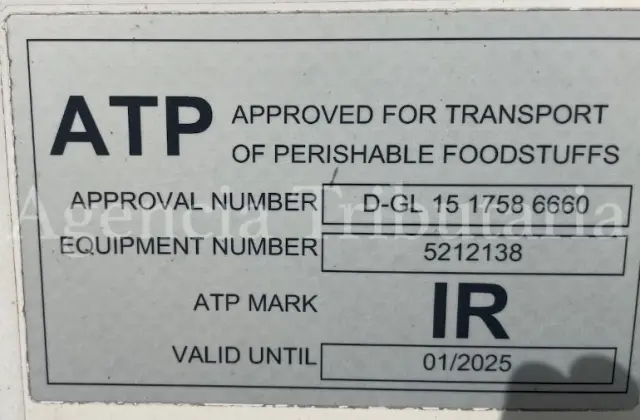 ATP APPROVED FOR TRANSPORT
OF PERISHABLE FOODSTUFFS
APPROVAL NUMBER D-GL 15 1758 6660
Agencia Tributaria
EQUIPMENT NUMBER 5212138
ATP MARK IR
VALID UNTIL 01/2025